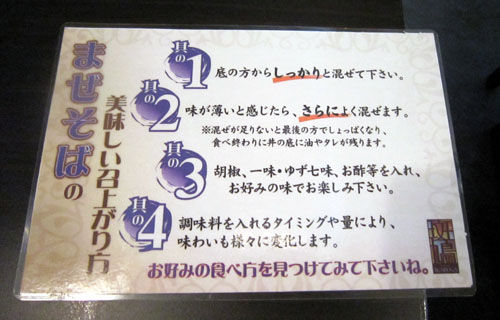 まぜそばの
美味しい召上がり方
其の1
底の方からしっかりと混ぜて下さい。
其の2
味が薄いと感じたら、さらによく混ぜます。
※混ぜが足りないと最後の方でしょっぱくなり、
食べ終わりに丼の底に油やタレが残ります。
其の3
胡椒、一味・ゆず七味、お酢等を入れ、
お好みの味でお楽しみ下さい。
其の4
調味料を入れるタイミングや量により、
味わいも様々に変化します。
お好みの食べ方を見つけてみて下さいね。